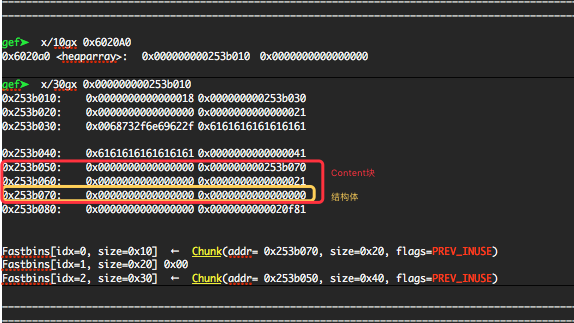 gef➤ x/10gx 0x6020A0
0x6020a0 <heaparray>: 0x000000000253b010 0x0000000000000000
gef➤ x/30gx 0x000000000253b010
0x253b010: 0x0000000000000018 0x000000000253b030
0x253b020: 0x0000000000000000 0x0000000000000021
0x253b030: 0x0068732f6e69622f 0x6161616161616161
0x253b040: 0x6161616161616161 0x0000000000000041
0x253b050: 0x0000000000000000 0x000000000253b070
Content块
0x253b060: 0x0000000000000000 0x0000000000000021
0x253b070: 0x0000000000000000 0x0000000000000000
结构体
0x253b080: 0x0000000000000000 0x0000000000020f81
Fastbins[idx=0, size=0x10] ← Chunk(addr= 0x253b070, size=0x20, flags=PREV_INUSE)
Fastbins[idx=1, size=0x20] 0x00
Fastbins[idx=2, size=0x30] ← Chunk(addr= 0x253b050, size=0x40, flags=PREV_INUSE)